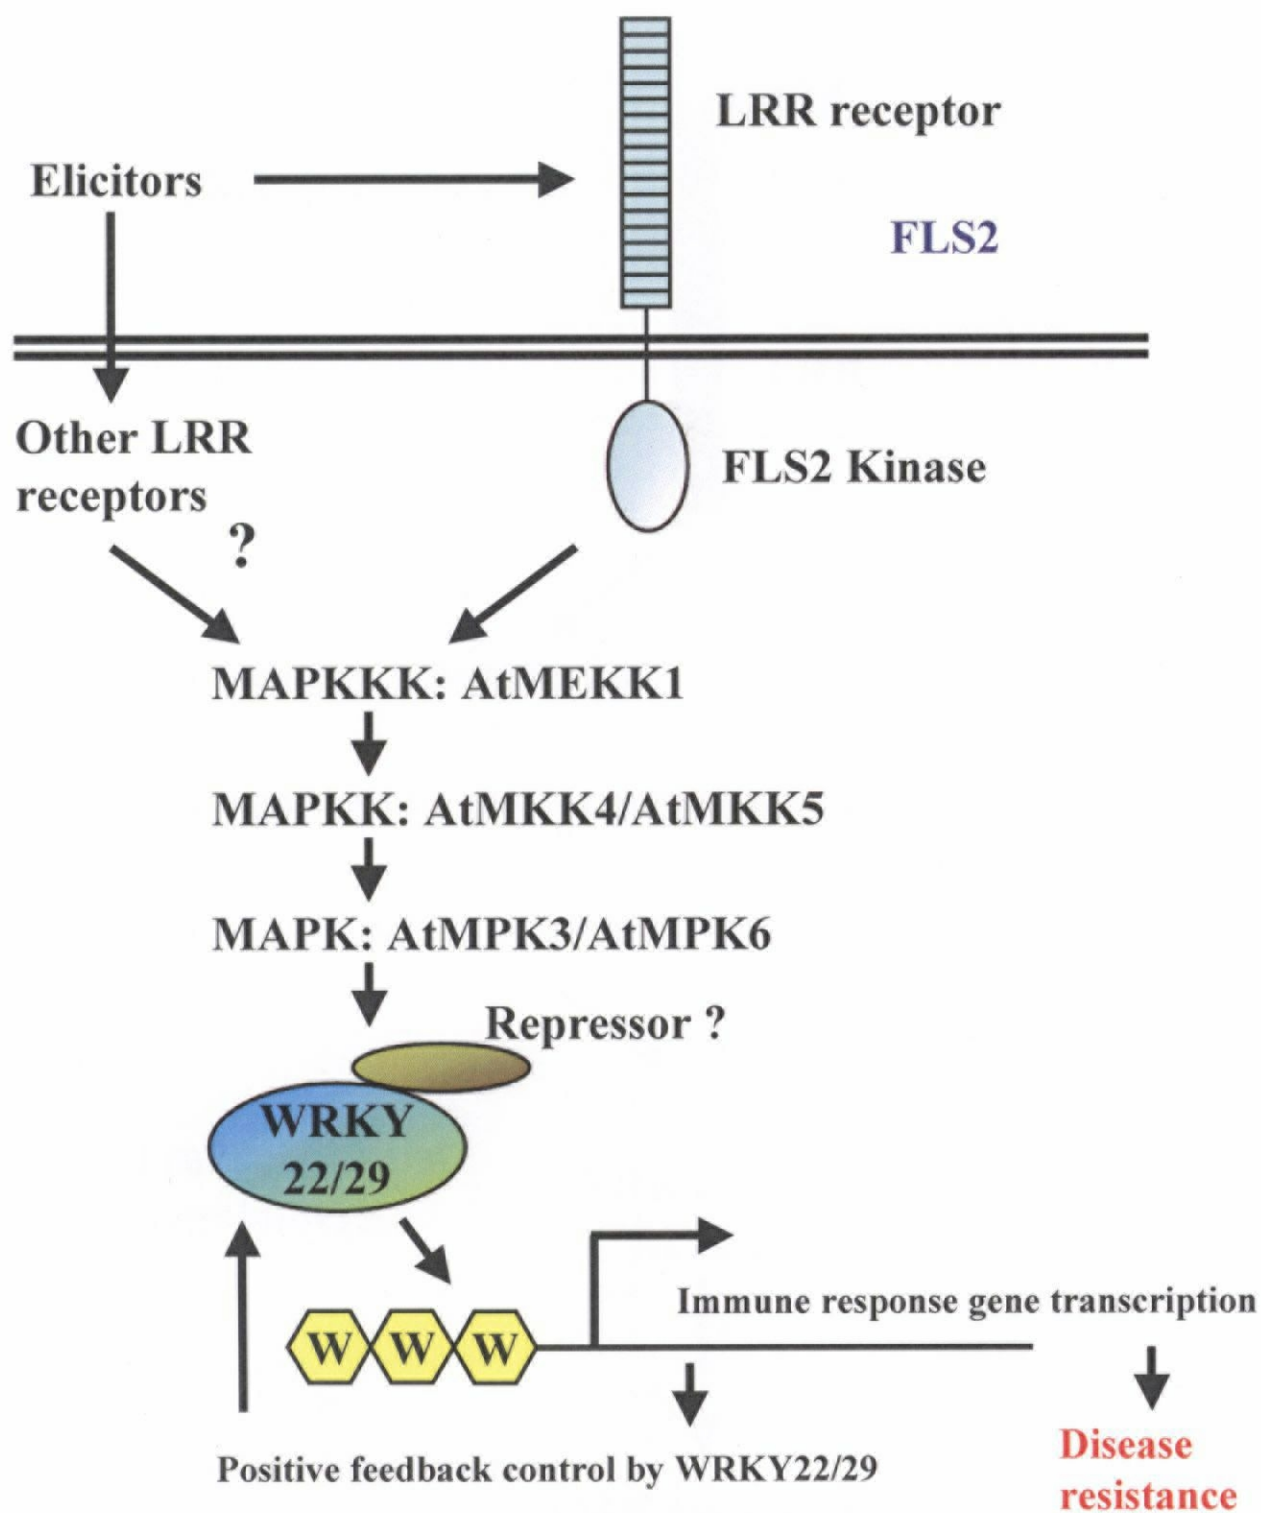 LRR receptor
Elicitors
FLS2
Other LRR
receptors
?
FLS2 Kinase
MAPKKK: AtMEKK1
MAPKK: AtMKK4/AtMKK5
MAPK: AtMPK3/AtMPK6
Repressor ?
WRKY
22/29
Immune response gene transcription
W W W
Positive feedback control by WRKY22/29
Disease
resistance